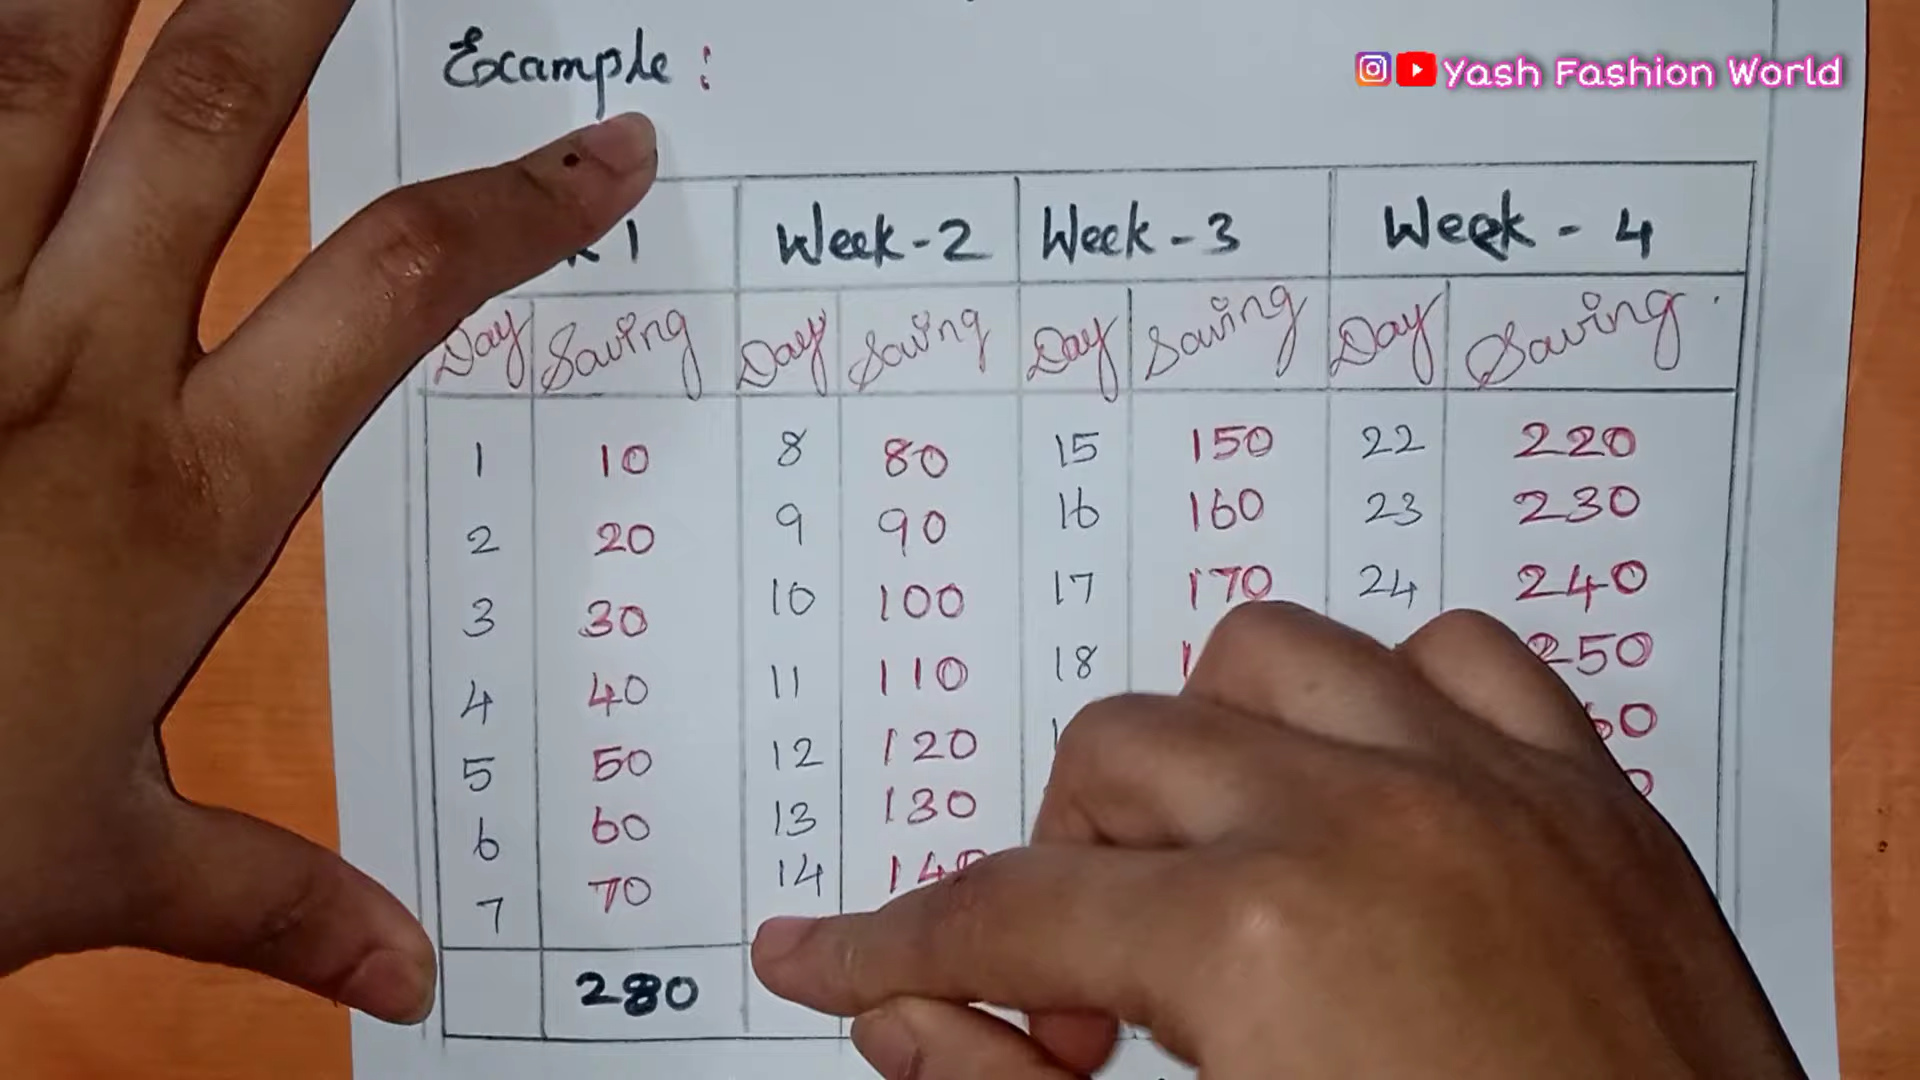 Example :
Yash Fashion World
1 Week-2 Week-3 Week-4
Day Saving Day Saving Day Saving Day Saving
1 10 8 80 15 150 22 220
2 20 9 90 16 160 23 230
3 30 10 100 17 170 24 240
4 40 11 110 18 250
5 50 12 120
6 60 13 130
7 70 14 140
280